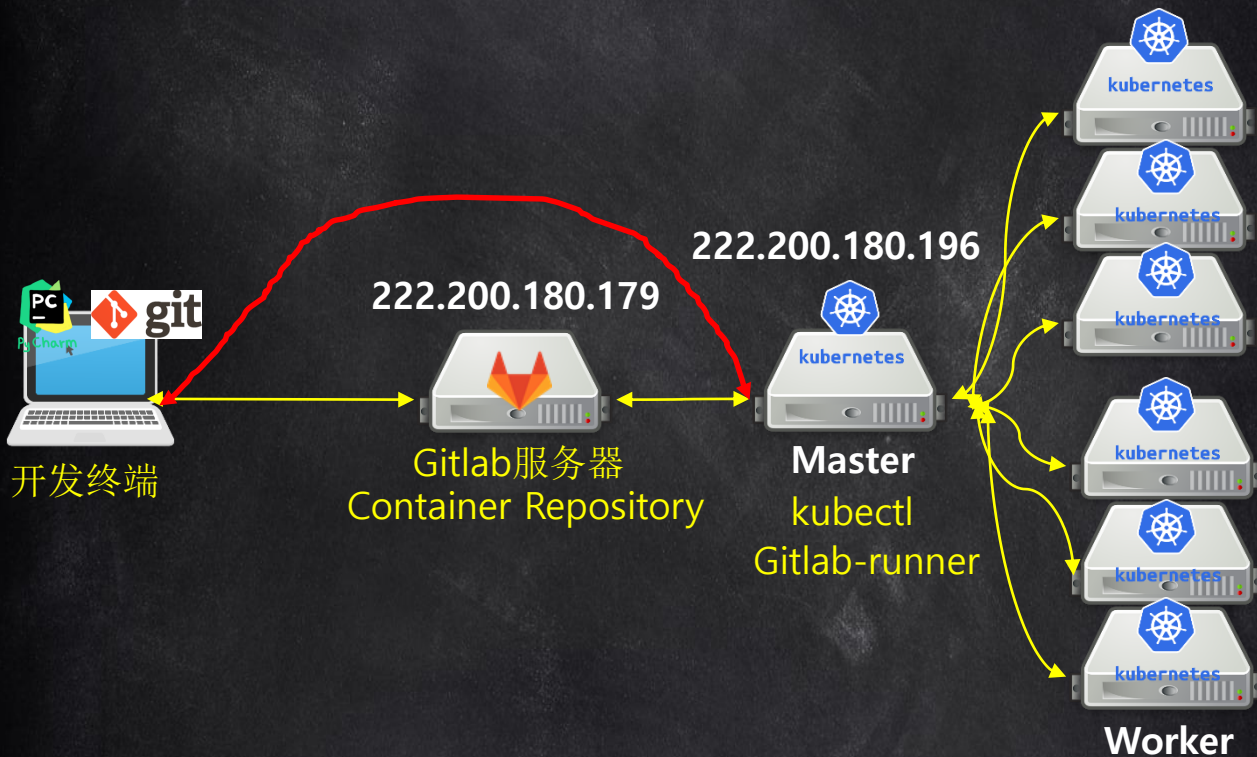 kubernetes
kubernetes
kubernetes
222.200.180.196
222.200.180.179
PC
PyCharm
git
kubernetes
开发终端
Gitlab服务器
Container Repository
Master
kubectl
Gitlab-runner
kubernetes
kubernetes
kubernetes
Worker